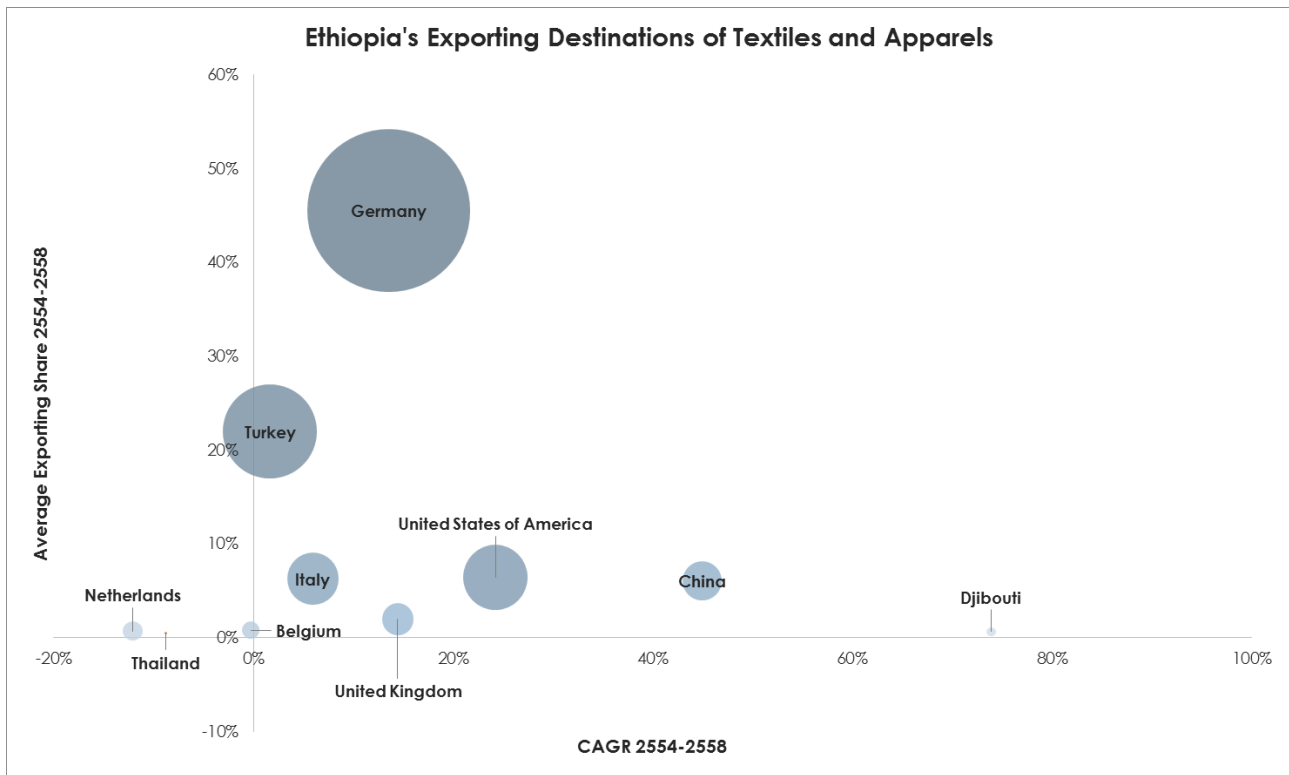 Ethiopia's Exporting Destinations of Textiles and Apparels
60%
50%
40%
30%
20%
10%
0%
-10%
Average Exporting Share 2554-2558
Germany
Turkey
United States of America
Italy
China
Netherlands
Djibouti
Belgium
Thailand
United Kingdom
-20%
0%
20%
40%
60%
80%
100%
CAGR 2554-2558